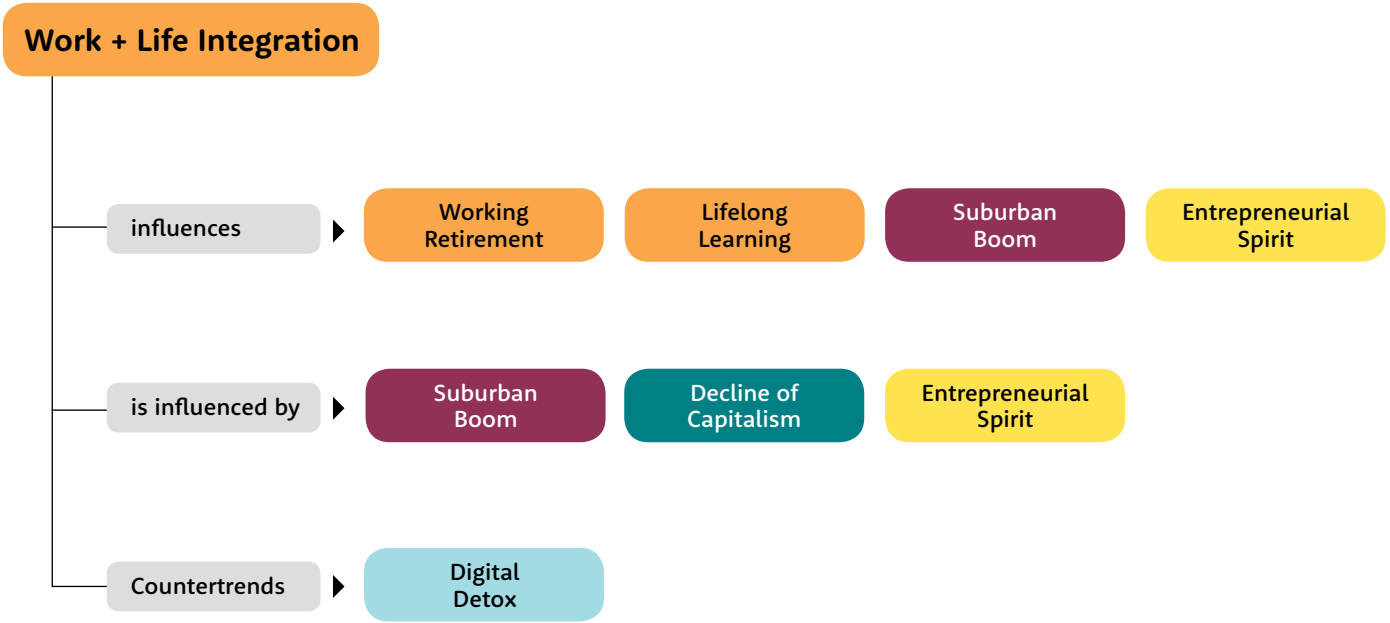 Work + Life Integration
influences
Working
Retirement
Lifelong
Learning
Suburban
Boom
Entrepreneurial
Spirit
is influenced by
Suburban
Boom
Decline of
Capitalism
Entrepreneurial
Spirit
Countertrends
Digital
Detox